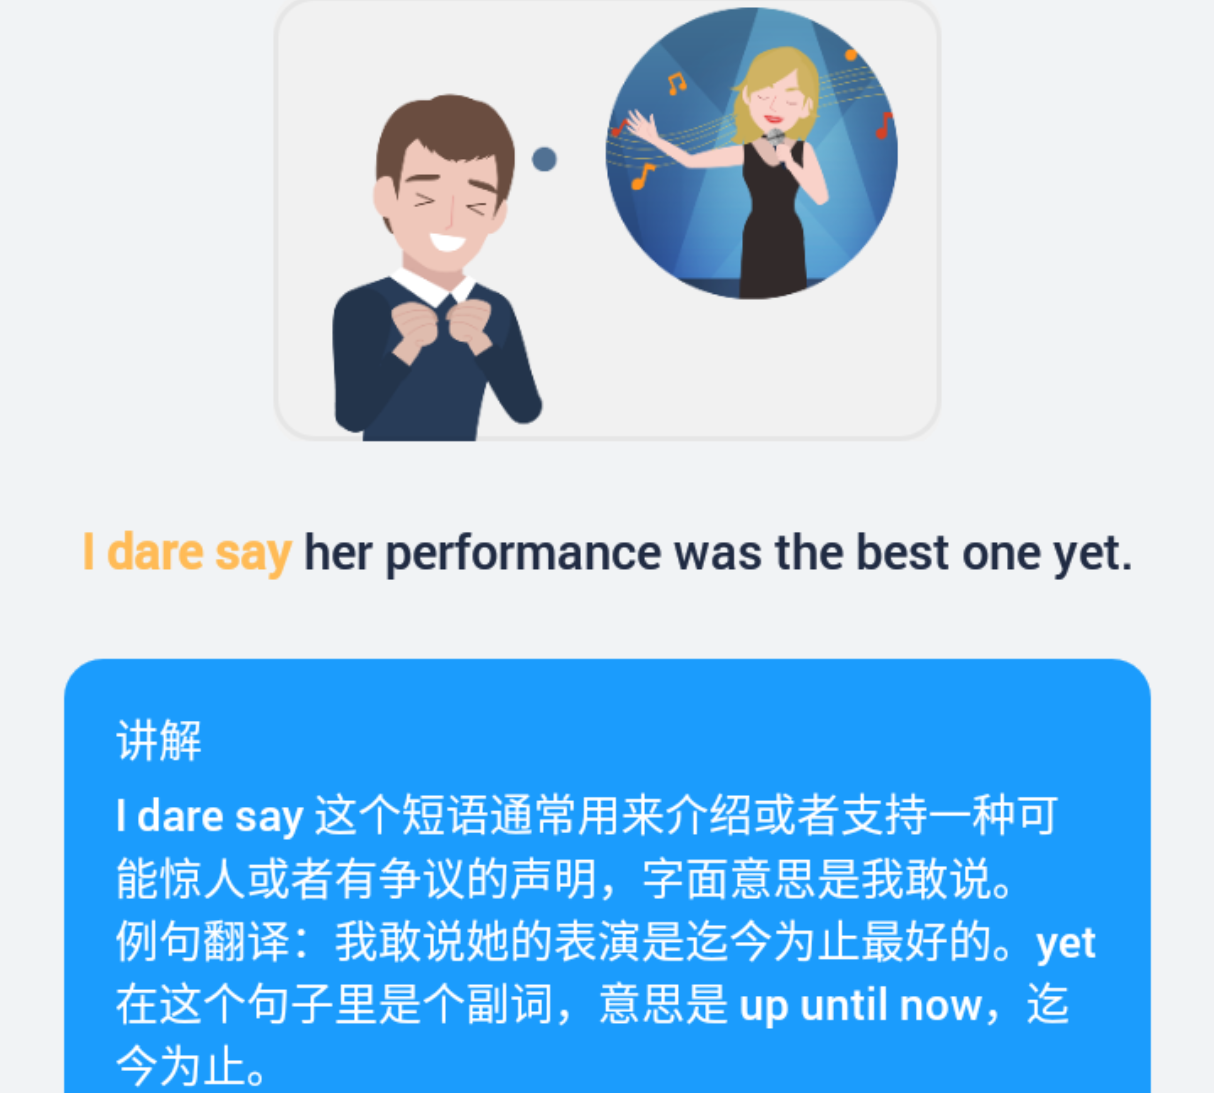 I dare say her performance was the best one yet.
讲解
I dare say 这个短语通常用来介绍或者支持一种可
能惊人或者有争议的声明，字面意思是我敢说。
例句翻译：我敢说她的表演是迄今为止最好的。yet
在这个句子里是个副词，意思是 up until now，迄
今为止。